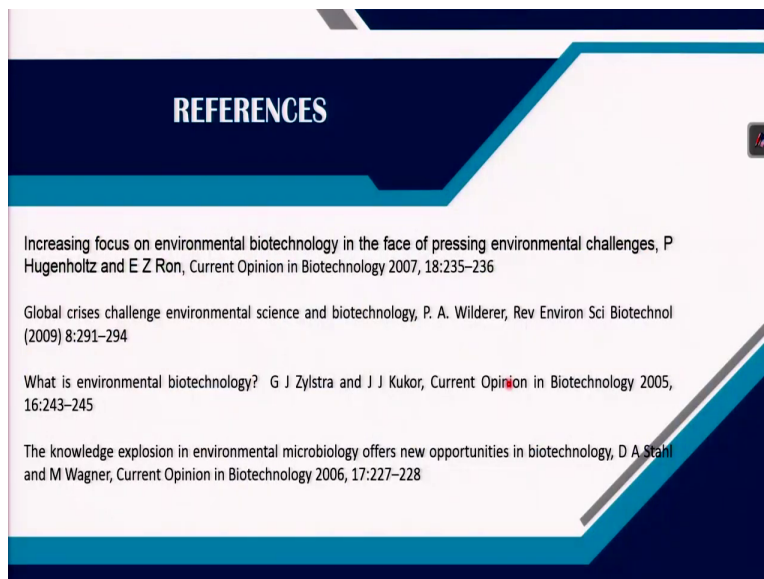 REFERENCES
Increasing focus on environmental biotechnology in the face of pressing environmental challenges, P
Hugenholtz and E Z Ron, Current Opinion in Biotechnology 2007, 18:235–236
Global crises challenge environmental science and biotechnology, P. A. Wilderer, Rev Environ Sci Biotechnol
(2009) 8:291–294
What is environmental biotechnology? G J Zylstra and J J Kukor, Current Opinion in Biotechnology 2005,
16:243–245
The knowledge explosion in environmental microbiology offers new opportunities in biotechnology, D A Stahl
and M Wagner, Current Opinion in Biotechnology 2006, 17:227–228